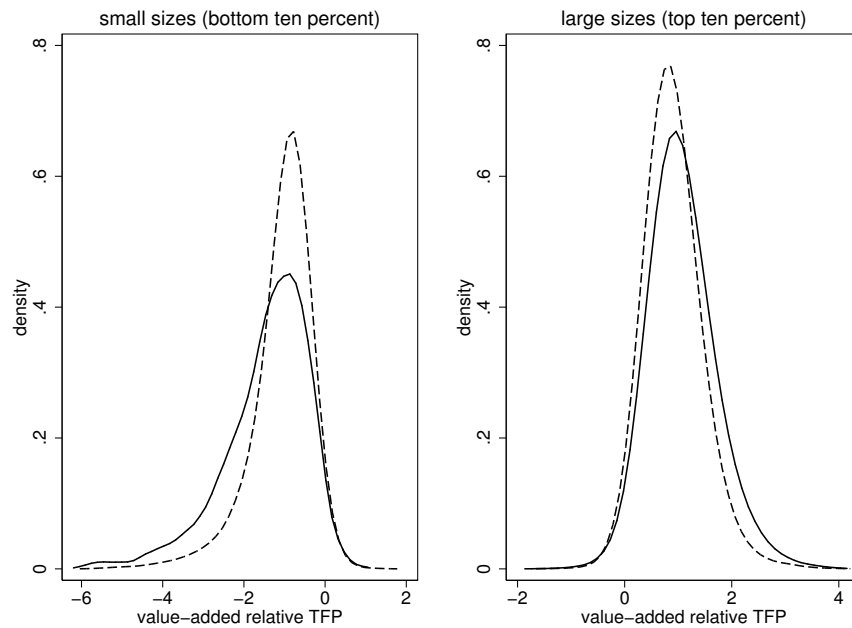 small sizes (bottom ten percent)
density
0 .2 .4 .6 .8
−6 −4 −2 0 2
value−added relative TFP
large sizes (top ten percent)
density
0 .2 .4 .6 .8
−2 0 2 4
value−added relative TFP